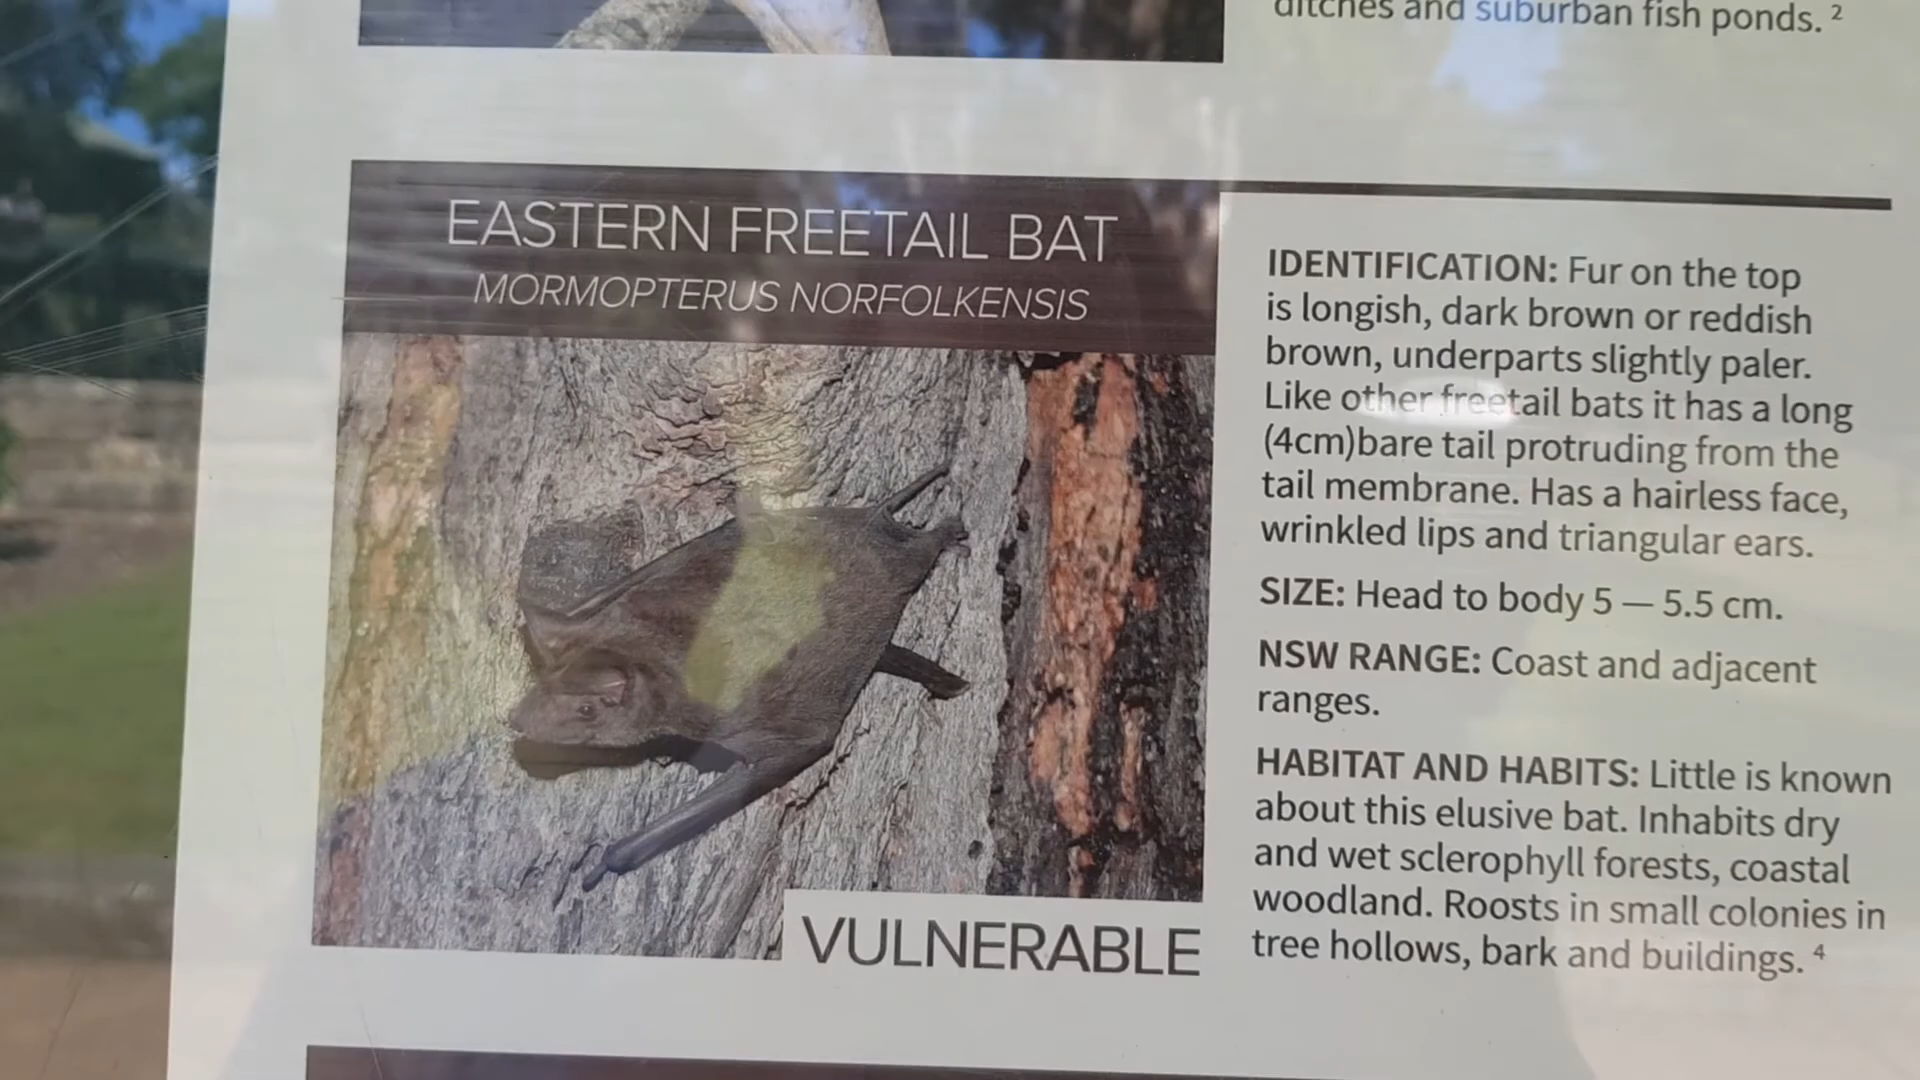 ditches and suburban fish ponds. ²
EASTERN FREETAIL BAT
MORMOPTERUS NORFOLKENSIS
VULNERABLE
IDENTIFICATION: Fur on the top
is longish, dark brown or reddish
brown, underparts slightly paler.
Like other freetail bats it has a long
(4cm)bare tail protruding from the
tail membrane. Has a hairless face,
wrinkled lips and triangular ears.
SIZE: Head to body 5 — 5.5 cm.
NSW RANGE: Coast and adjacent
ranges.
HABITAT AND HABITS: Little is known
about this elusive bat. Inhabits dry
and wet sclerophyll forests, coastal
woodland. Roosts in small colonies in
tree hollows, bark and buildings. ⁴